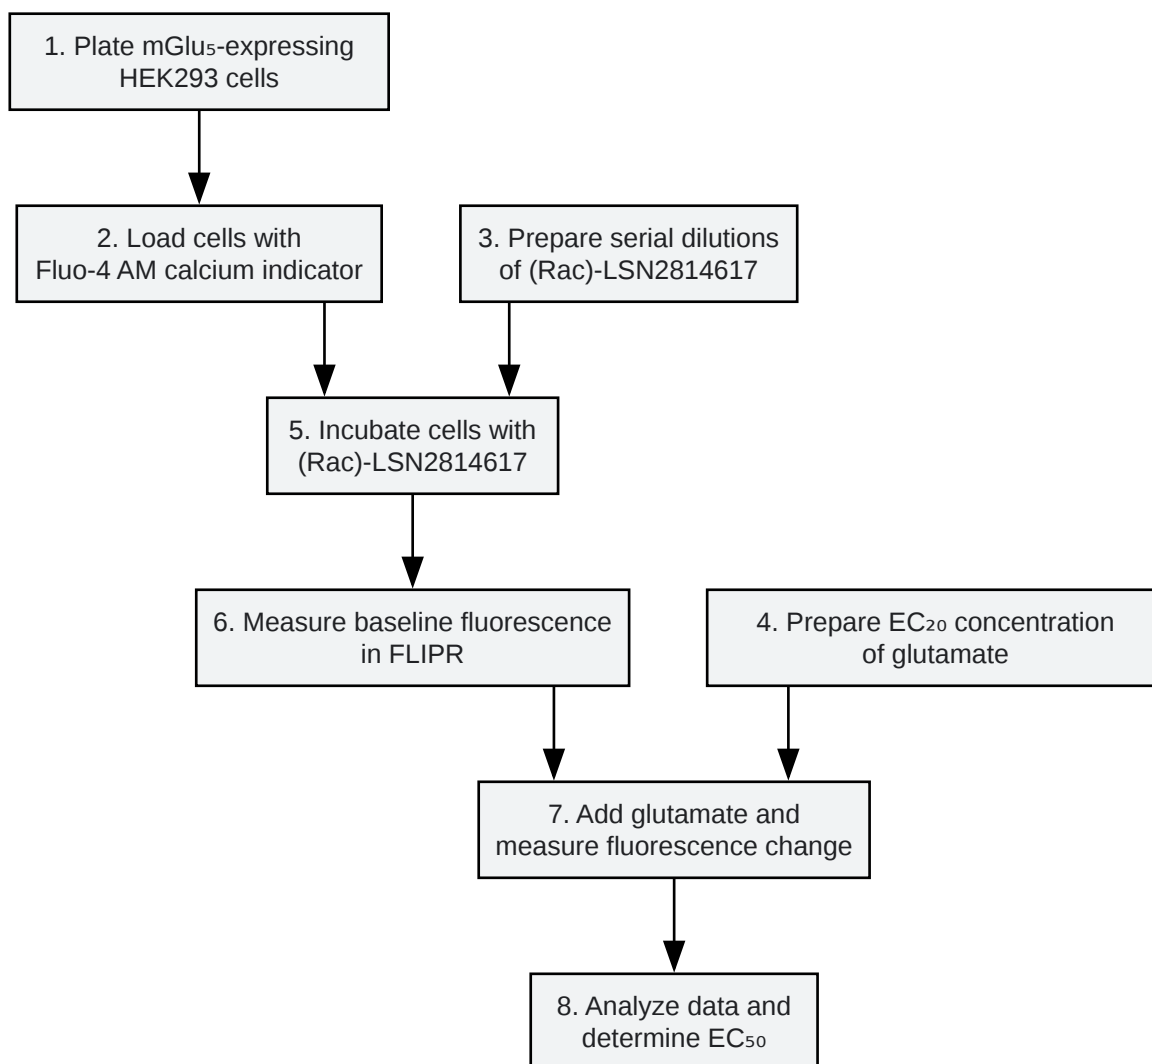 1. Plate mGlu₅-expressing
HEK293 cells
2. Load cells with
Fluo-4 AM calcium indicator
3. Prepare serial dilutions
of (Rac)-LSN2814617
5. Incubate cells with
(Rac)-LSN2814617
6. Measure baseline fluorescence
in FLIPR
4. Prepare EC₂₀ concentration
of glutamate
7. Add glutamate and
measure fluorescence change
8. Analyze data and
determine EC₅₀